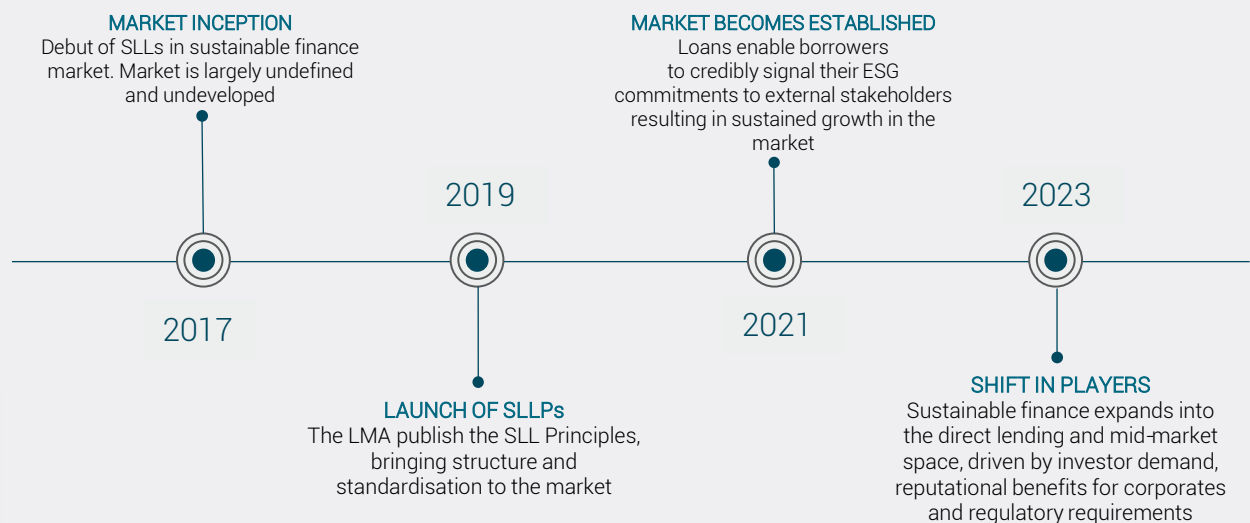 MARKET INCEPTION
Debut of SLLs in sustainable finance
market. Market is largely undefined
and undeveloped
2017
2019
LAUNCH OF SLLPs
The LMA publish the SLL Principles,
bringing structure and
standardisation to the market
MARKET BECOMES ESTABLISHED
Loans enable borrowers
to credibly signal their ESG
commitments to external stakeholders
resulting in sustained growth in the
market
2021
2023
SHIFT IN PLAYERS
Sustainable finance expands into
the direct lending and mid-market
space, driven by investor demand,
reputational benefits for corporates
and regulatory requirements